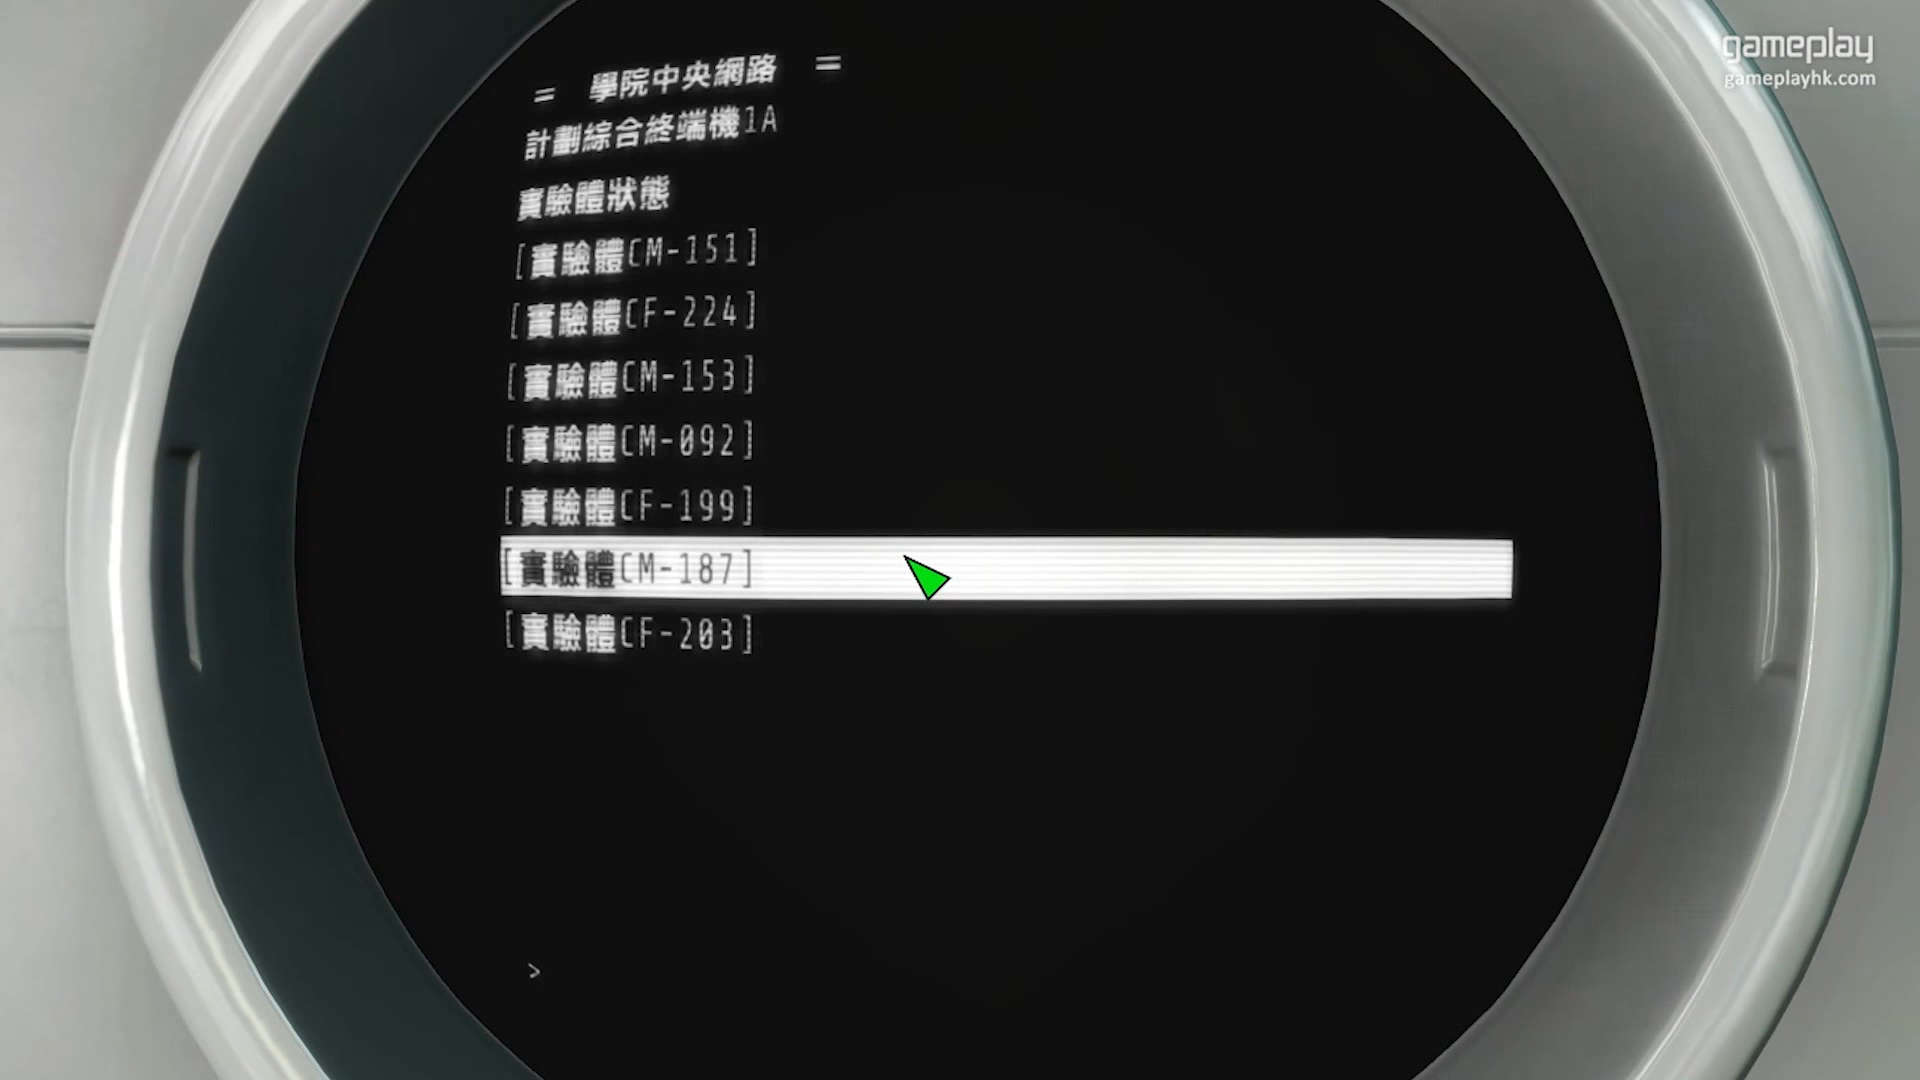 = 學院中央網路 =
計劃綜合終端機1A
實驗體狀態
[實驗體CM-151]
[實驗體CF-224]
[實驗體CM-153]
[實驗體CM-092]
[實驗體CF-199]
[實驗體CM-187]
[實驗體CF-203]
>
gameplay
gameplayhk.com